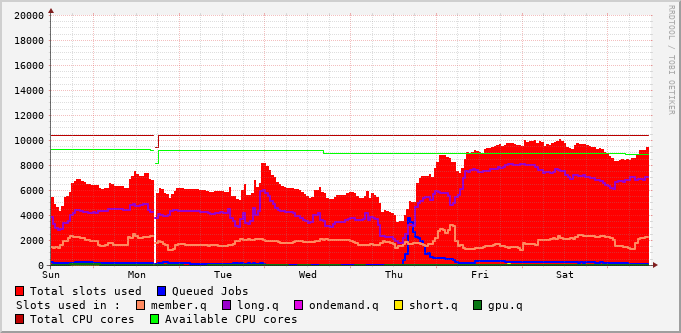 RRDTOOL / TOBI OETIKER
20000
18000
16000
14000
12000
10000
8000
6000
4000
2000
0
Sun Mon Tue Wed Thu Fri Sat
Total slots used Queued Jobs
Slots used in : member.q long.q ondemand.q short.q gpu.q
Total CPU cores Available CPU cores